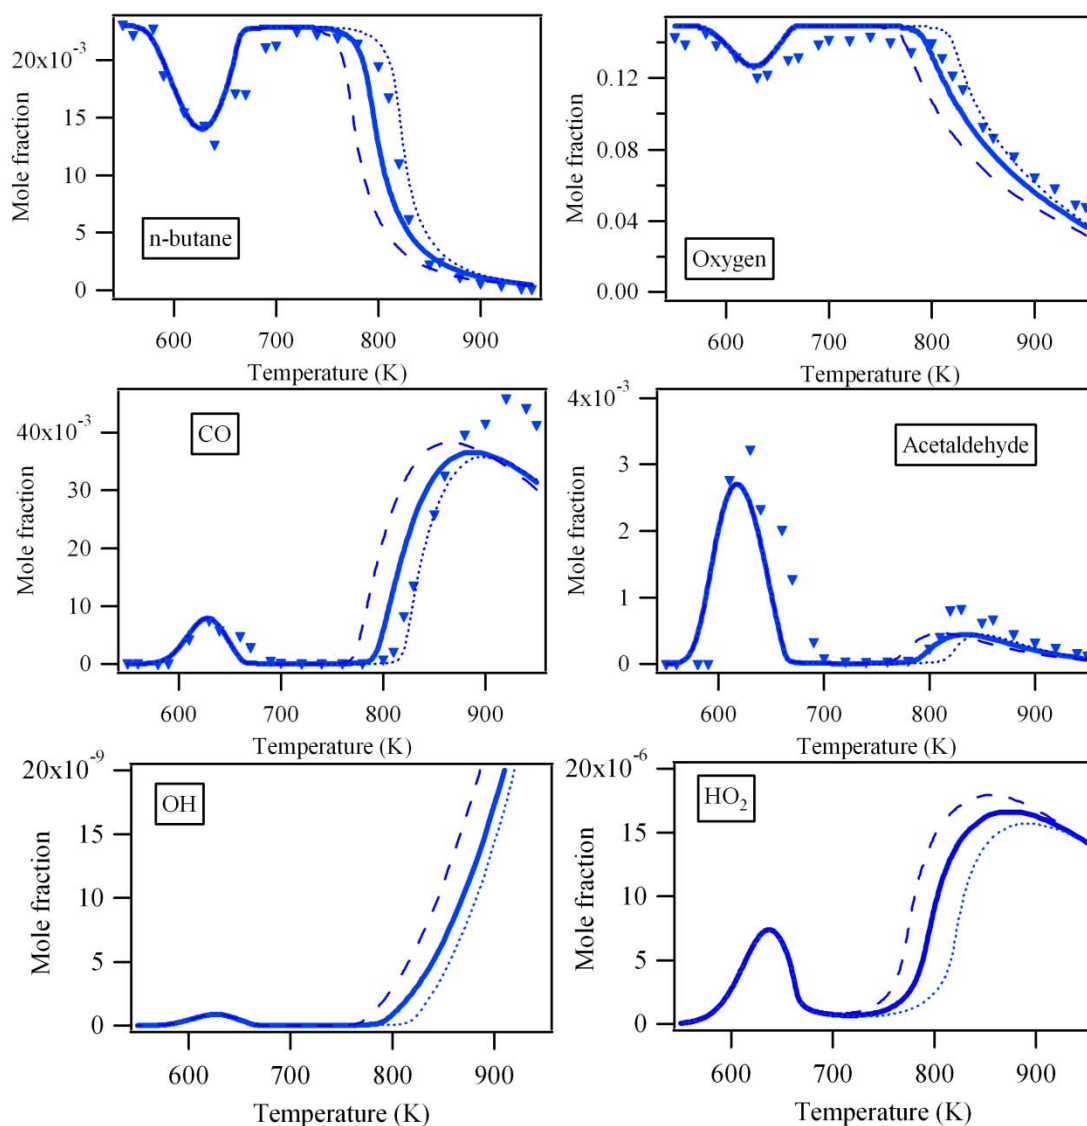 20x10⁻³
15
10
5
0
Mole fraction
n-butane
600 700 800 900
Temperature (K)
0.12
0.08
0.04
0.00
Mole fraction
Oxygen
600 700 800 900
Temperature (K)
40x10⁻³
30
20
10
0
Mole fraction
CO
600 700 800 900
Temperature (K)
4x10⁻³
3
2
1
0
Mole fraction
Acetaldehyde
600 700 800 900
Temperature (K)
20x10⁻⁹
15
10
5
0
Mole fraction
OH
600 700 800 900
Temperature (K)
20x10⁻⁶
15
10
5
0
Mole fraction
HO₂
600 700 800 900
Temperature (K)